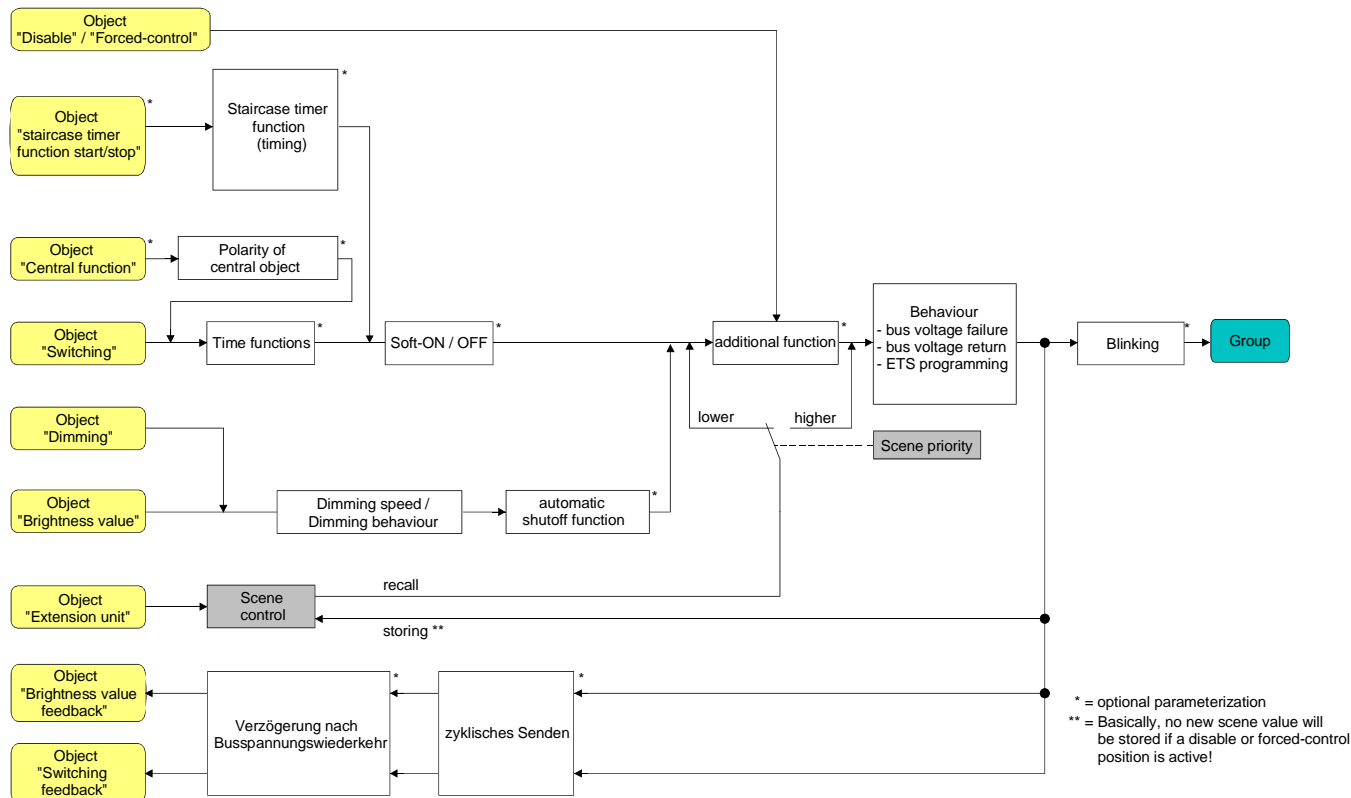 Object
"Disable" / "Forced-control"
*
Object
"staircase timer
function start/stop"
*
Staircase timer
function
(timing)
*
Object
"Central function"
*
Polarity of
central object
*
Object
"Switching"
Time functions
*
Soft-ON / OFF
*
additional function
*
Behaviour
- bus voltage failure
- bus voltage return
- ETS programming
Blinking
*
Group
lower
higher
Scene priority
Object
"Dimming"
Object
"Brightness value"
Dimming speed /
Dimming behaviour
automatic
shutoff function
*
Object
"Extension unit"
Scene
control
recall
storing **
Object
"Brightness value
feedback"
Object
"Switching
feedback"
Verzögerung nach
Busspannungswiederkehr
*
zyklisches Senden
*
* = optional parameterization
** = Basically, no new scene value will
be stored if a disable or forced-control
position is active!